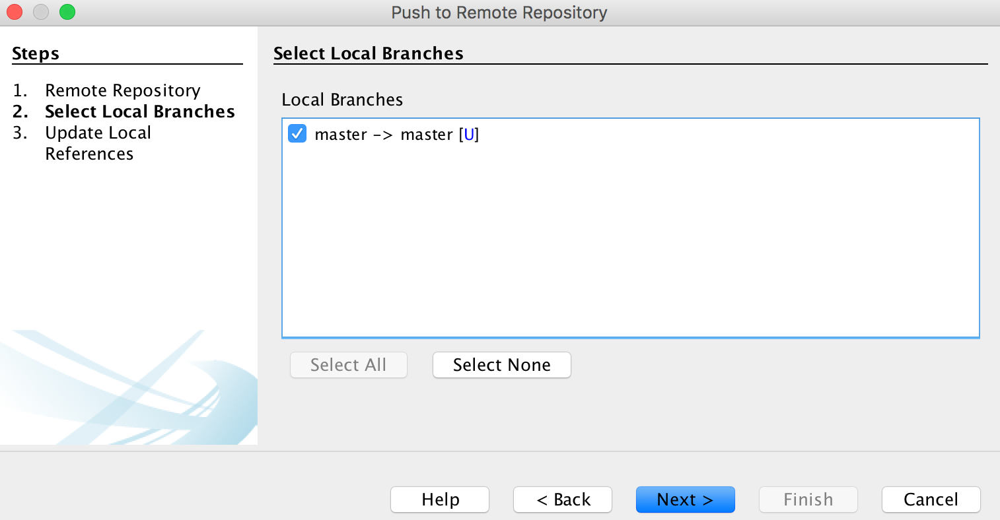 Push to Remote Repository
Steps
1. Remote Repository
2. Select Local Branches
3. Update Local
References
Select Local Branches
Local Branches
master -> master [U]
Select All
Select None
Help
< Back
Next >
Finish
Cancel